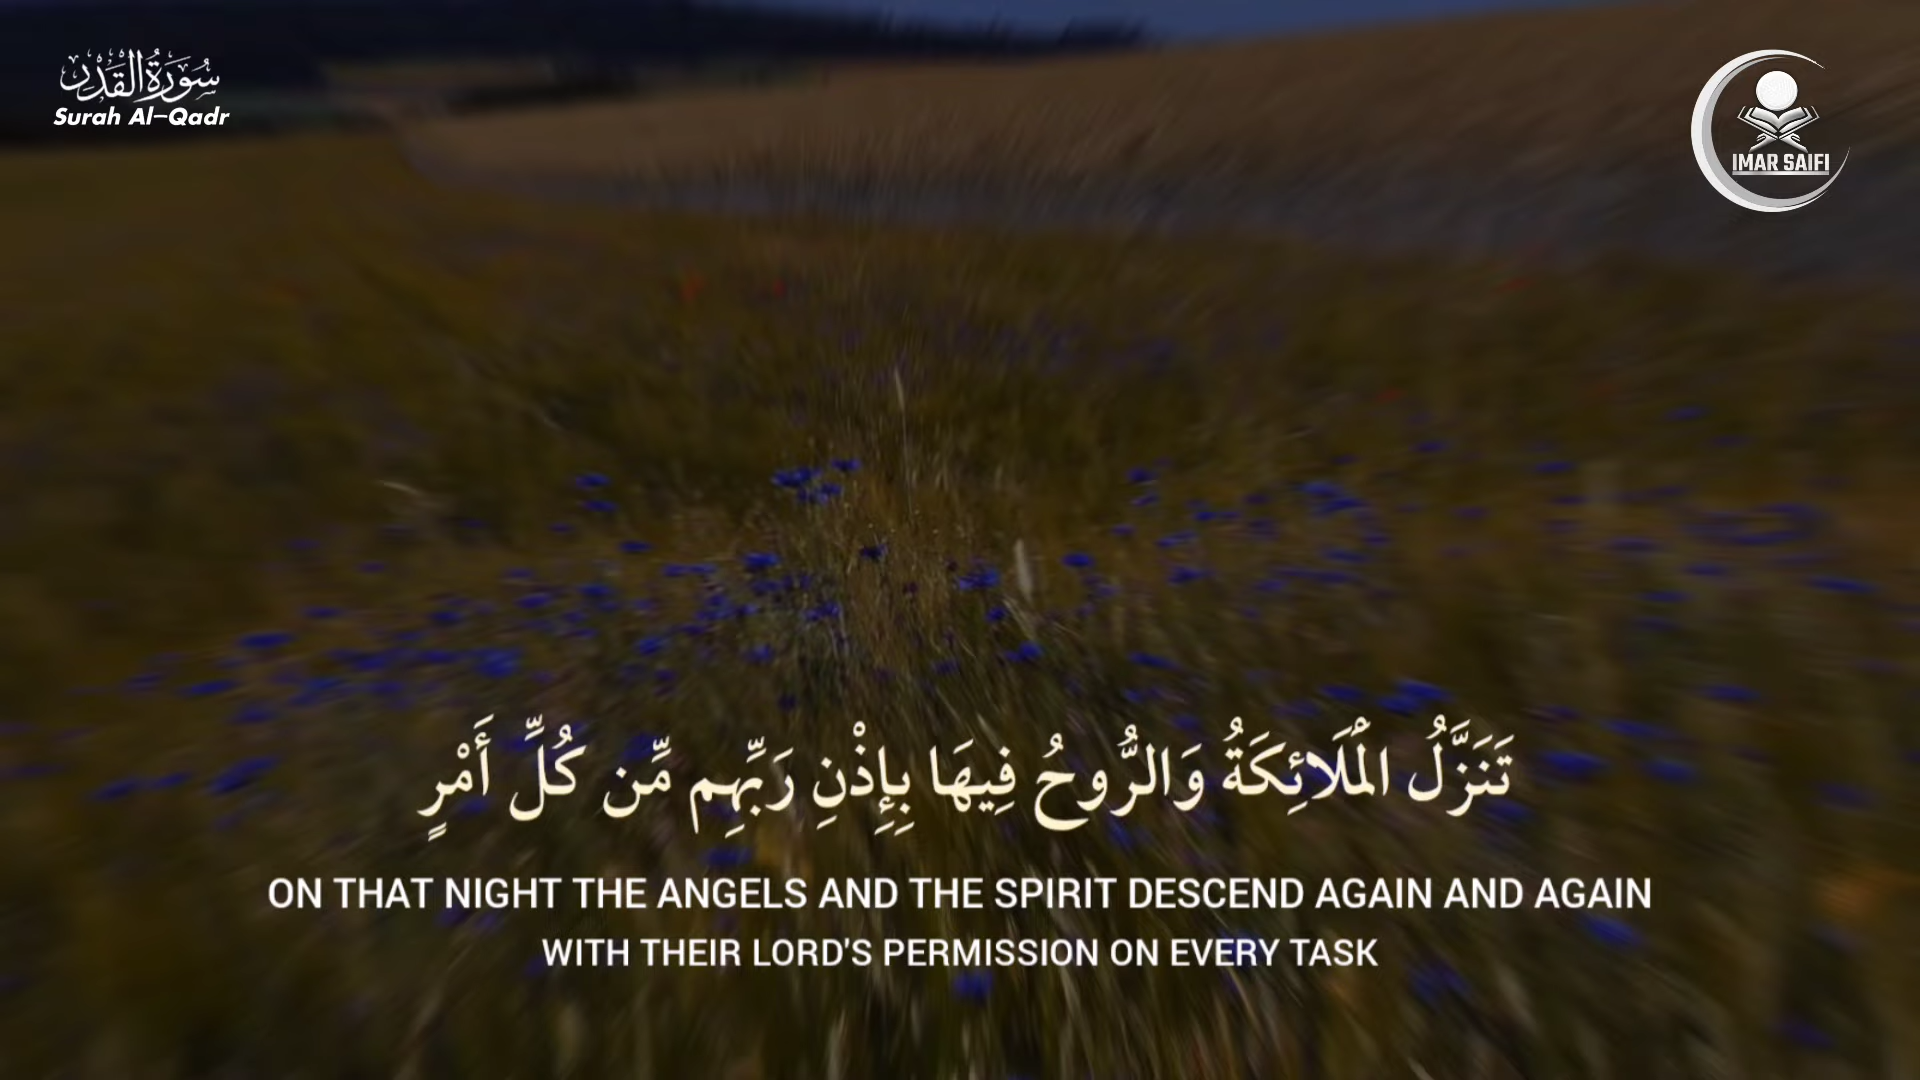 سُورَةُ الْقَدْرِ
Surah Al-Qadr
IMAR SAIFI
تَنَزَّلُ الْمَلَائِكَةُ وَالرُّوحُ فِيهَا بِإِذْنِ رَبِّهِم مِّن كُلِّ أَمْرٍ
ON THAT NIGHT THE ANGELS AND THE SPIRIT DESCEND AGAIN AND AGAIN
WITH THEIR LORD'S PERMISSION ON EVERY TASK